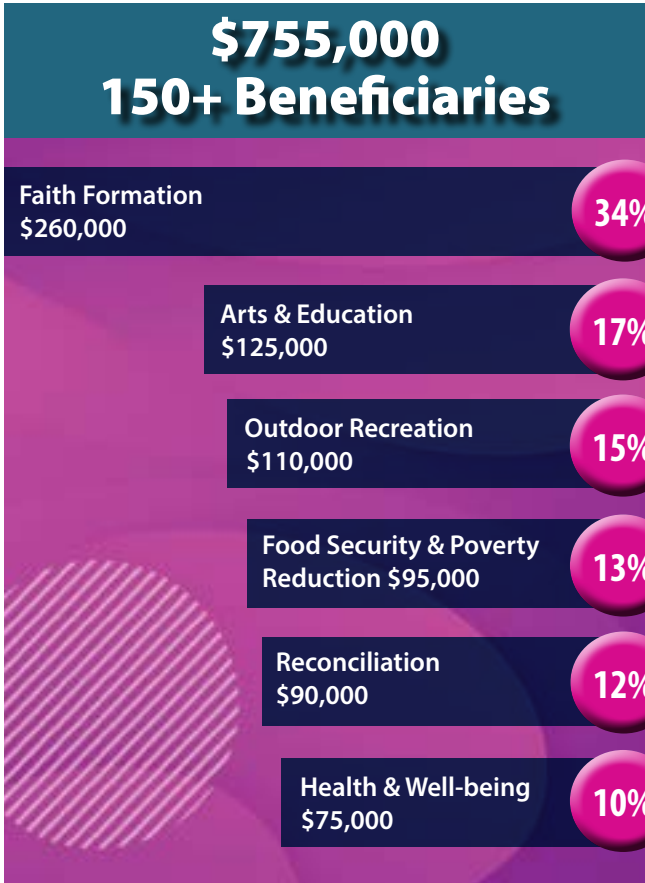 $755,000
150+ Beneficiaries
Faith Formation
$260,000
34%
Arts & Education
$125,000
17%
Outdoor Recreation
$110,000
15%
Food Security & Poverty
Reduction $95,000
13%
Reconciliation
$90,000
12%
Health & Well-being
$75,000
10%